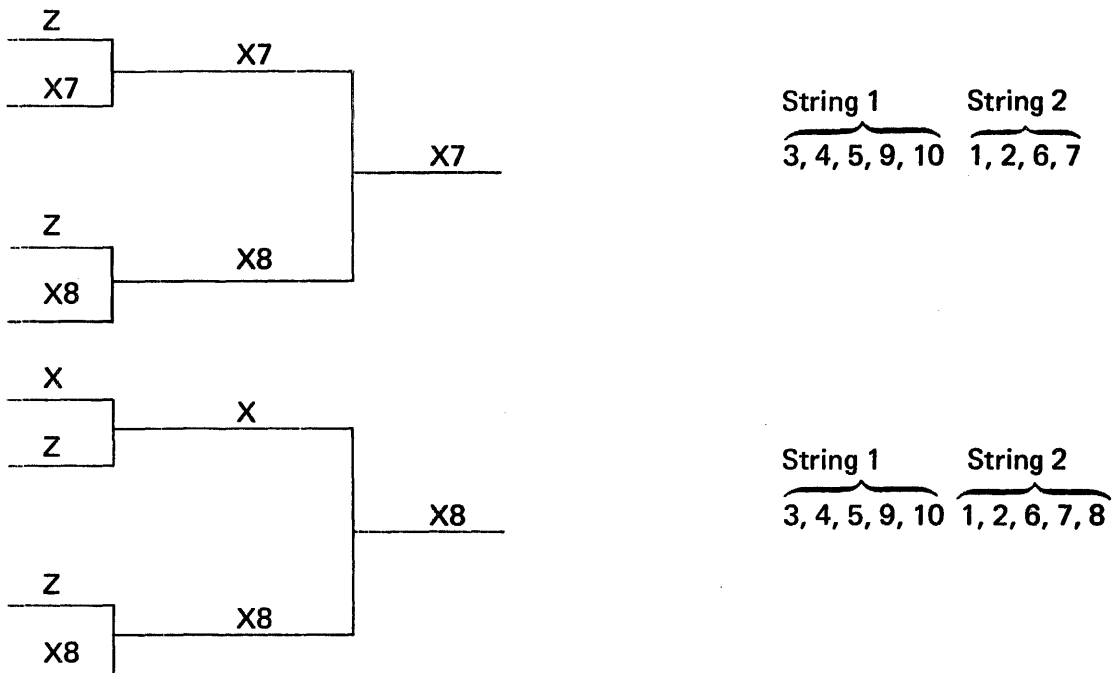 Z
X7
X7
String 1 String 2
3, 4, 5, 9, 10 1, 2, 6, 7
X7
Z
X8
X8
X
X
Z
String 1 String 2
3, 4, 5, 9, 10 1, 2, 6, 7, 8
X8
Z
X8
X8